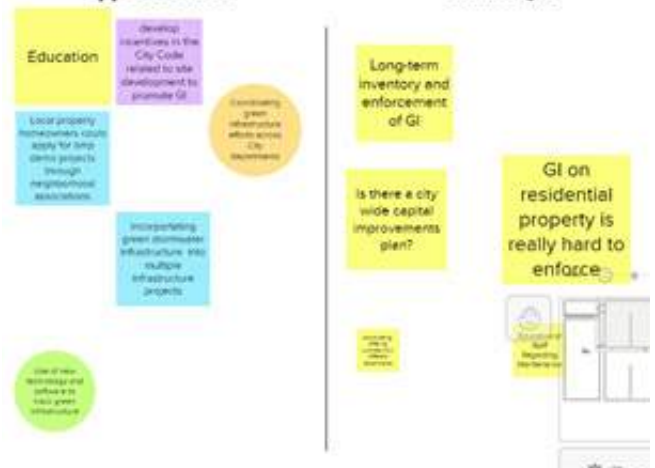 Education
develop
incentives in the
City Code
related to site
development to
promote GI
Coordinating
green
infrastructure
efforts across
City
departments
Local property
homeowners could
apply for
demo projects
through
neighborhood
associations
Incorporating
green stormwater
infrastructure into
multiple
infrastructure
projects
Use of new
technology and
software to
track green
infrastructure
Long-term
inventory and
enforcement
of GI
Is there a city
wide capital
improvements
plan?
GI on
residential
property is
really hard to
enforce
Staff
Regarding
Maintenance